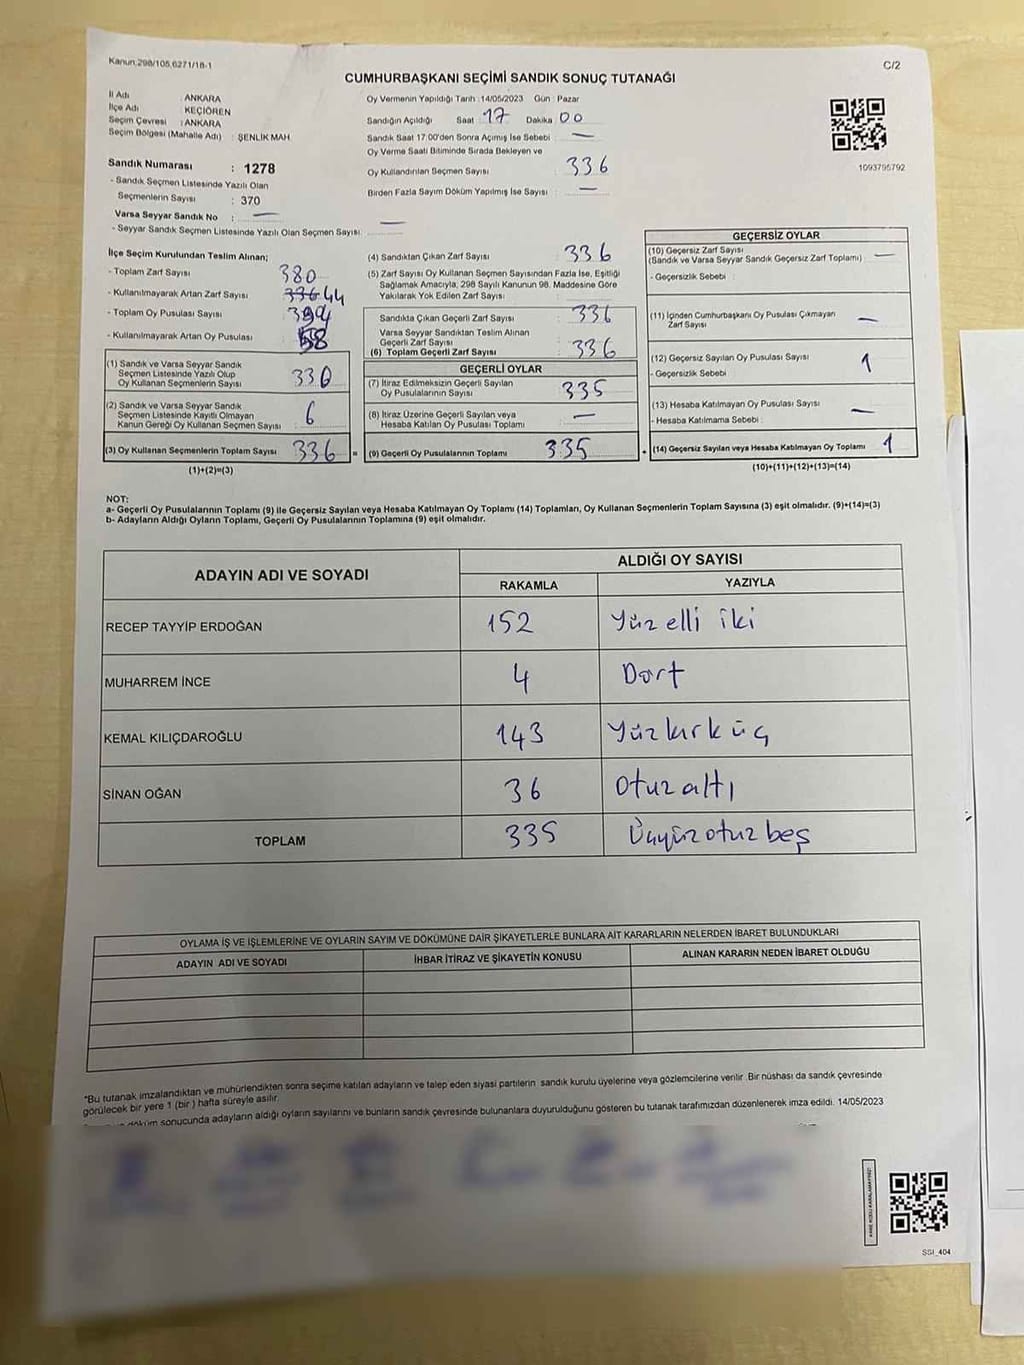 Kanun:298/105,6271/18-1
C/2
CUMHURBAŞKANI SEÇİMİ SANDIK SONUÇ TUTANAĞI
İl Adı : ANKARA
İlçe Adı : KEÇİÖREN
Seçim Çevresi : ANKARA
Seçim Bölgesi (Mahalle Adı) : ŞENLİK MAH.
Sandık Numarası : 1278
- Sandık Seçmen Listesinde Yazılı Olan
Seçmenlerin Sayısı : 370
Varsa Seyyar Sandık No : —
- Seyyar Sandık Seçmen Listesinde Yazılı Olan Seçmen Sayısı: —
Oy Vermenin Yapıldığı Tarih :14/05/2023 Gün : Pazar
Sandığın Açıldığı Saat 17 Dakika 00
Sandık Saat 17:00'den Sonra Açımış İse Sebebi : —
Oy Verme Saati Bitiminde Sırada Bekleyen ve
Oy Kullandırılan Seçmen Sayısı : 336
Birden Fazla Sayım Döküm Yapılmış İse Sayısı : —
1093795792
İlçe Seçim Kurulundan Teslim Alınan;
- Toplam Zarf Sayısı 380
- Kullanılmayarak Artan Zarf Sayısı 336 44
- Toplam Oy Pusulası Sayısı : 394
- Kullanılmayarak Artan Oy Pusulası : 58
(1) Sandık ve Varsa Seyyar Sandık
Seçmen Listesinde Yazılı Olup
Oy Kullanan Seçmenlerin Sayısı : 330
(2) Sandık ve Varsa Seyyar Sandık
Seçmen Listesinde Kayıtlı Olmayan
Kanun Gereği Oy Kullanan Seçmen Sayısı : 6
(3) Oy Kullanan Seçmenlerin Toplam Sayısı 336
(1)+(2)=(3)
(4) Sandıktan Çıkan Zarf Sayısı : 336
(5) Zarf Sayısı Oy Kullanan Seçmen Sayısından Fazla İse, Eşitliği
Sağlamak Amacıyla; 298 Sayılı Kanunun 98. Maddesine Göre
Yakılarak Yok Edilen Zarf Sayısı :
Sandıkta Çıkan Geçerli Zarf Sayısı : 336
Varsa Seyyar Sandıktan Teslim Alınan
Geçerli Zarf Sayısı :
(6) Toplam Geçerli Zarf Sayısı : 336
GEÇERLİ OYLAR
(7) İtiraz Edilmeksizin Geçerli Sayılan
Oy Pusulalarının Sayısı : 335
(8) İtiraz Üzerine Geçerli Sayılan veya
Hesaba Katılan Oy Pusulası Toplamı : —
= (9) Geçerli Oy Pusulalarının Toplamı 335
GEÇERSİZ OYLAR
(10) Geçersiz Zarf Sayısı
(Sandık ve Varsa Seyyar Sandık Geçersiz Zarf Toplamı) : —
- Geçersizlik Sebebi :
(11) İçinden Cumhurbaşkanı Oy Pusulası Çıkmayan
Zarf Sayısı : —
(12) Geçersiz Sayılan Oy Pusulası Sayısı : 1
- Geçersizlik Sebebi :
(13) Hesaba Katılmayan Oy Pusulası Sayısı : —
- Hesaba Katılmama Sebebi :
+ (14) Geçersiz Sayılan veya Hesaba Katılmayan Oy Toplamı 1
(10)+(11)+(12)+(13)=(14)
NOT:
a- Geçerli Oy Pusulalarının Toplamı (9) ile Geçersiz Sayılan veya Hesaba Katılmayan Oy Toplamı (14) Toplamları, Oy Kullanan Seçmenlerin Toplam Sayısına (3) eşit olmalıdır. (9)+(14)=(3)
b- Adayların Aldığı Oyların Toplamı, Geçerli Oy Pusulalarının Toplamına (9) eşit olmalıdır.
ADAYIN ADI VE SOYADI
ALDIĞI OY SAYISI
RAKAMLA YAZIYLA
RECEP TAYYİP ERDOĞAN 152 Yüz elli iki
MUHARREM İNCE 4 Dört
KEMAL KILIÇDAROĞLU 143 Yüzkırk üç
SİNAN OĞAN 36 Otuz altı
TOPLAM 335 Üçyüz otuz beş
OYLAMA İŞ VE İŞLEMLERİNE VE OYLARIN SAYIM VE DÖKÜMÜNE DAİR ŞİKAYETLERLE BUNLARA AİT KARARLARIN NELERDEN İBARET BULUNDUKLARI
ADAYIN ADI VE SOYADI İHBAR İTİRAZ VE ŞİKAYETİN KONUSU ALINAN KARARIN NEDEN İBARET OLDUĞU
*Bu tutanak imzalandıktan ve mühürlendikten sonra seçime katılan adayların ve talep eden siyasi partilerin sandık kurulu üyelerine veya gözlemcilerine verilir. Bir nüshası da sandık çevresinde
görülecek bir yere 1 (bir) hafta süreyle asılır.
döküm sonucunda adayların aldığı oyların sayılarını ve bunların sandık çevresinde bulunanlara duyurulduğunu gösteren bu tutanak tarafımızdan düzenlenerek imza edildi. 14/05/2023
SSI_404